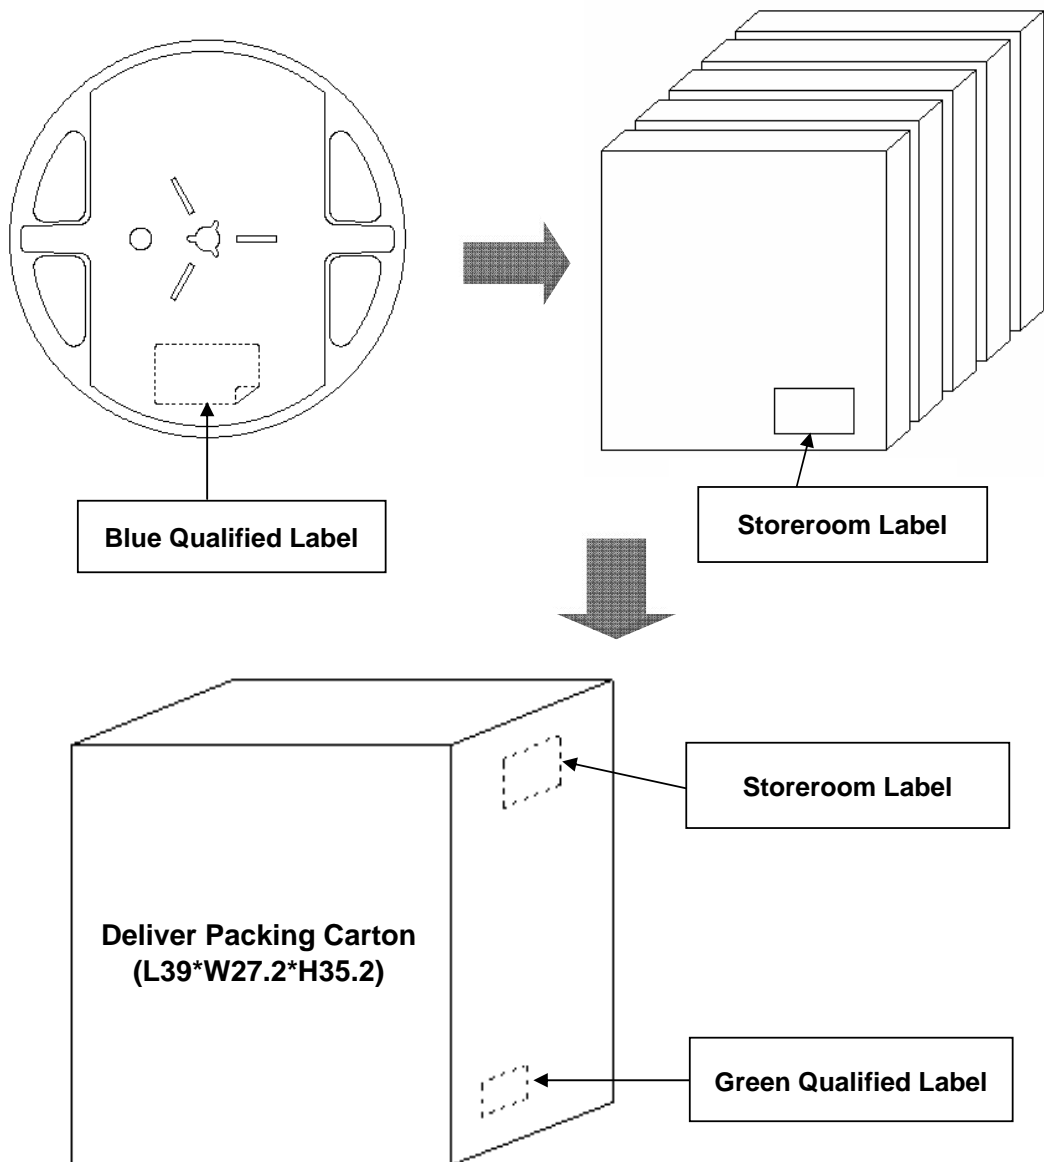 Blue Qualified Label
Storeroom Label
Storeroom Label
Deliver Packing Carton
(L39*W27.2*H35.2)
Green Qualified Label